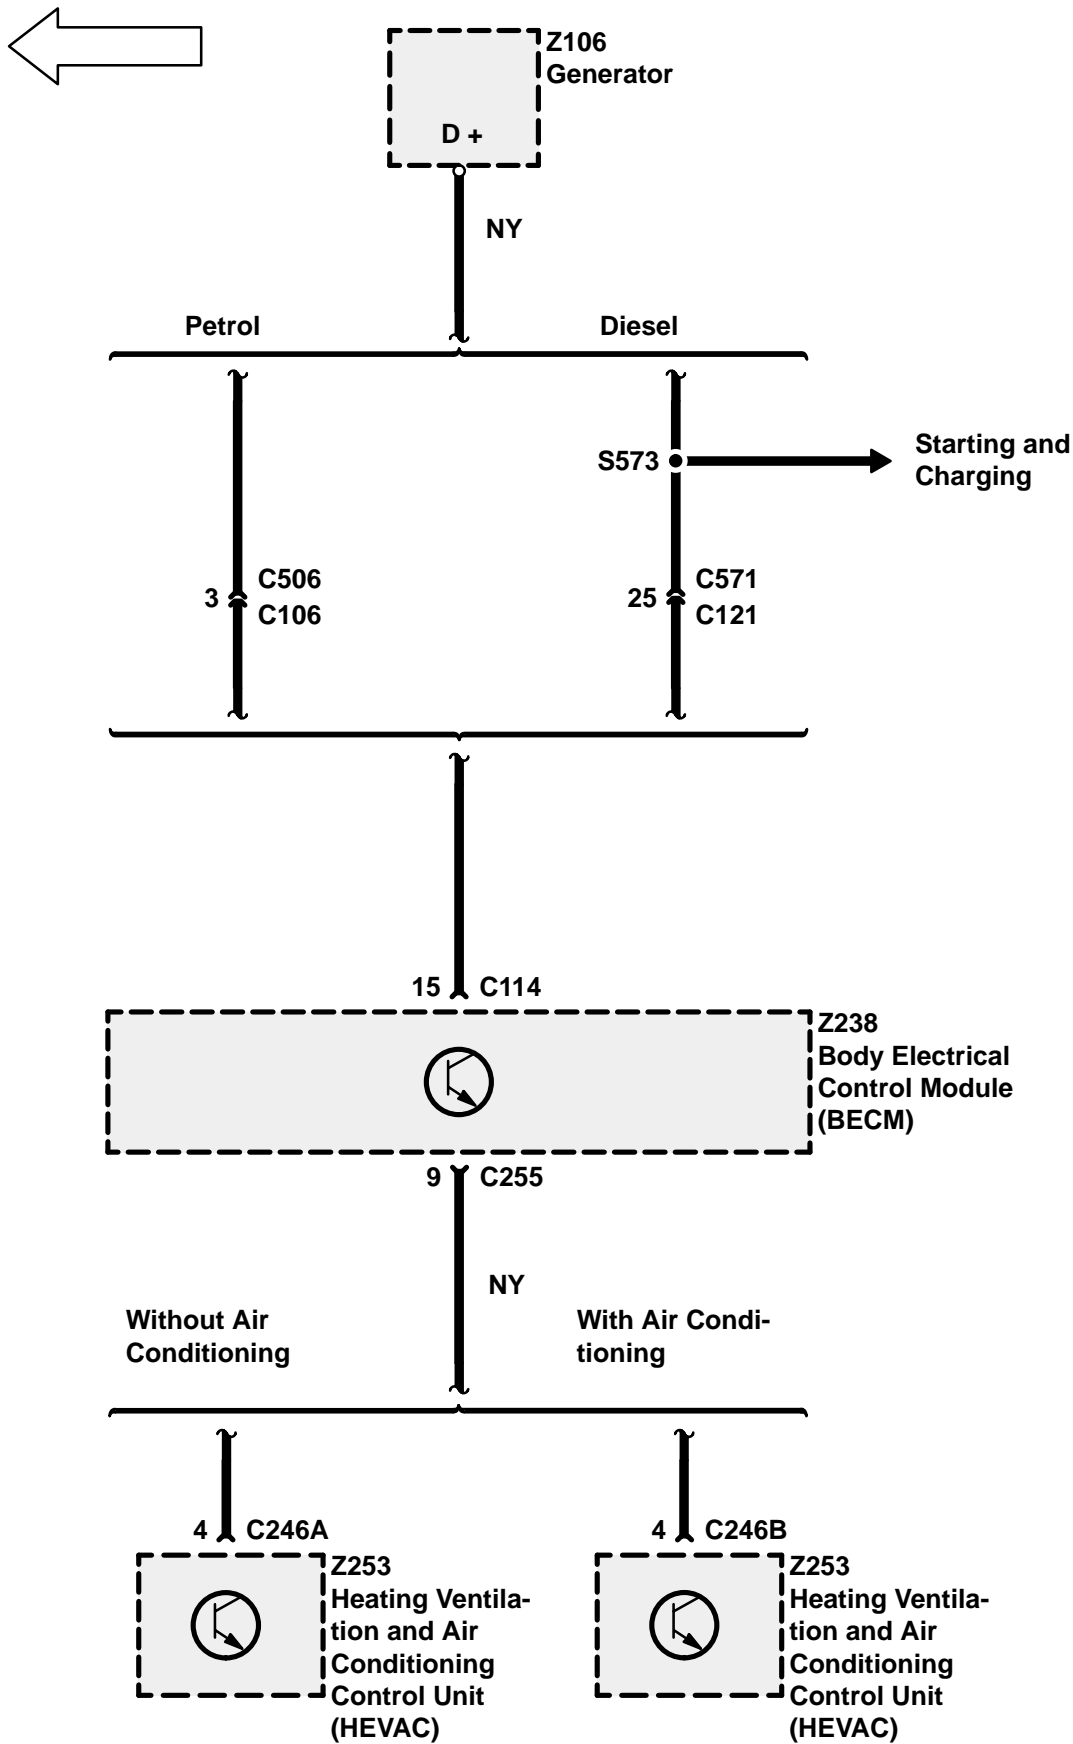 Z106
Generator
D +
NY
Petrol
Diesel
S573
Starting and
Charging
3
C506
C106
25
C571
C121
15
C114
Z238
Body Electrical
Control Module
(BECM)
9
C255
NY
Without Air
Conditioning
With Air Condi-
tioning
4
C246A
Z253
Heating Ventila-
tion and Air
Conditioning
Control Unit
(HEVAC)
4
C246B
Z253
Heating Ventila-
tion and Air
Conditioning
Control Unit
(HEVAC)